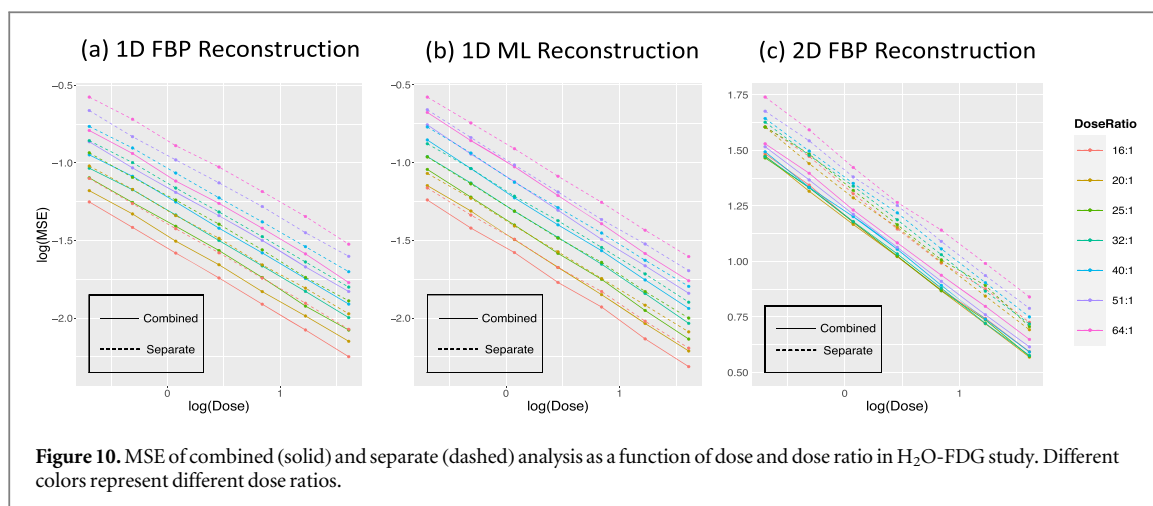 (a) 1D FBP Reconstruction
(b) 1D ML Reconstruction
(c) 2D FBP Reconstruction
−0.5
−1.0
−1.5
−2.0
log(MSE)
Combined
Separate
0
1
log(Dose)
−0.5
−1.0
−1.5
−2.0
Combined
Separate
0
1
log(Dose)
1.75
1.50
1.25
1.00
0.75
0.50
Combined
Separate
0
1
log(Dose)
DoseRatio
16:1
20:1
25:1
32:1
40:1
51:1
64:1
Figure 10. MSE of combined (solid) and separate (dashed) analysis as a function of dose and dose ratio in H₂O-FDG study. Different
colors represent different dose ratios.